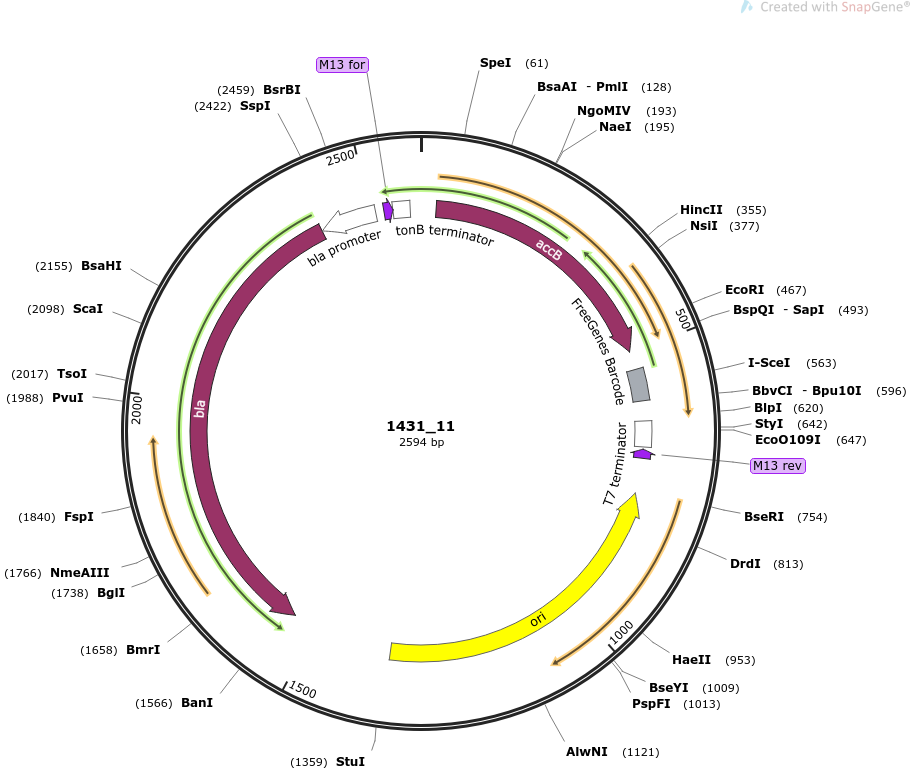 Created with SnapGene®
M13 for
SpeI (61)
BsaAI - PmlI (128)
NgoMIV (193)
NaeI (195)
HincII (355)
NsiI (377)
EcoRI (467)
BspQI - SapI (493)
I-SceI (563)
BbvCI - Bpu10I (596)
BlpI (620)
StyI (642)
EcoO109I (647)
M13 rev
BseRI (754)
DrdI (813)
HaeII (953)
BseYI (1009)
PspFI (1013)
AlwNI (1121)
(1359) StuI
(1566) BanI
(1658) BmrI
(1738) BglI
(1766) NmeAIII
(1840) FspI
(1988) PvuI
(2017) TsoI
(2098) ScaI
(2155) BsaHI
(2422) SspI
(2459) BsrBI
500
1000
1500
2000
2500
bla promoter
tonB terminator
accB
FreeGenes Barcode
T7 terminator
ori
bla
1431_11
2594 bp